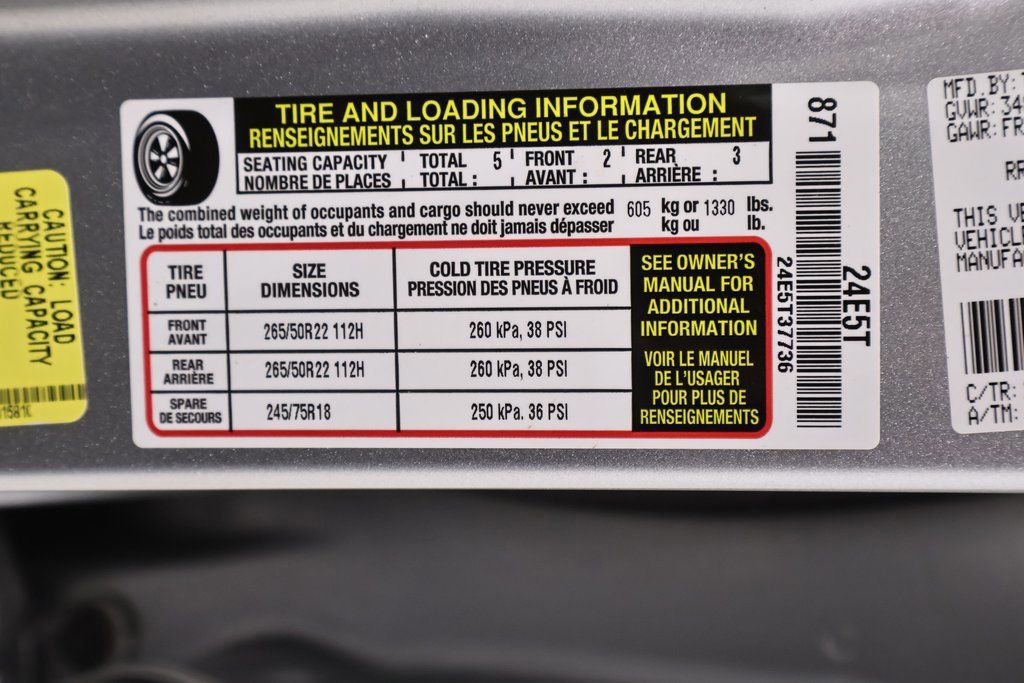 CAUTION: LOAD
CARRYING CAPACITY
REDUCED
TIRE AND LOADING INFORMATION
RENSEIGNEMENTS SUR LES PNEUS ET LE CHARGEMENT
SEATING CAPACITY TOTAL 5 FRONT 2 REAR 3
NOMBRE DE PLACES TOTAL : AVANT : ARRIÈRE :
The combined weight of occupants and cargo should never exceed 605 kg or 1330 lbs.
Le poids total des occupants et du chargement ne doit jamais dépasser kg ou lb.
TIRE SIZE COLD TIRE PRESSURE
PNEU DIMENSIONS PRESSION DES PNEUS À FROID
FRONT
AVANT 265/50R22 112H 260 kPa, 38 PSI
REAR
ARRIÈRE 265/50R22 112H 260 kPa, 38 PSI
SPARE
DE SECOURS 245/75R18 250 kPa. 36 PSI
SEE OWNER'S
MANUAL FOR
ADDITIONAL
INFORMATION
VOIR LE MANUEL
DE L'USAGER
POUR PLUS DE
RENSEIGNEMENTS
871
24E5T37736
24E5T
MFD.BY:
GVWR: 34
GAWR: FR
RR
THIS V
VEHICLE
MANUFA
C/TR:
A/TM: